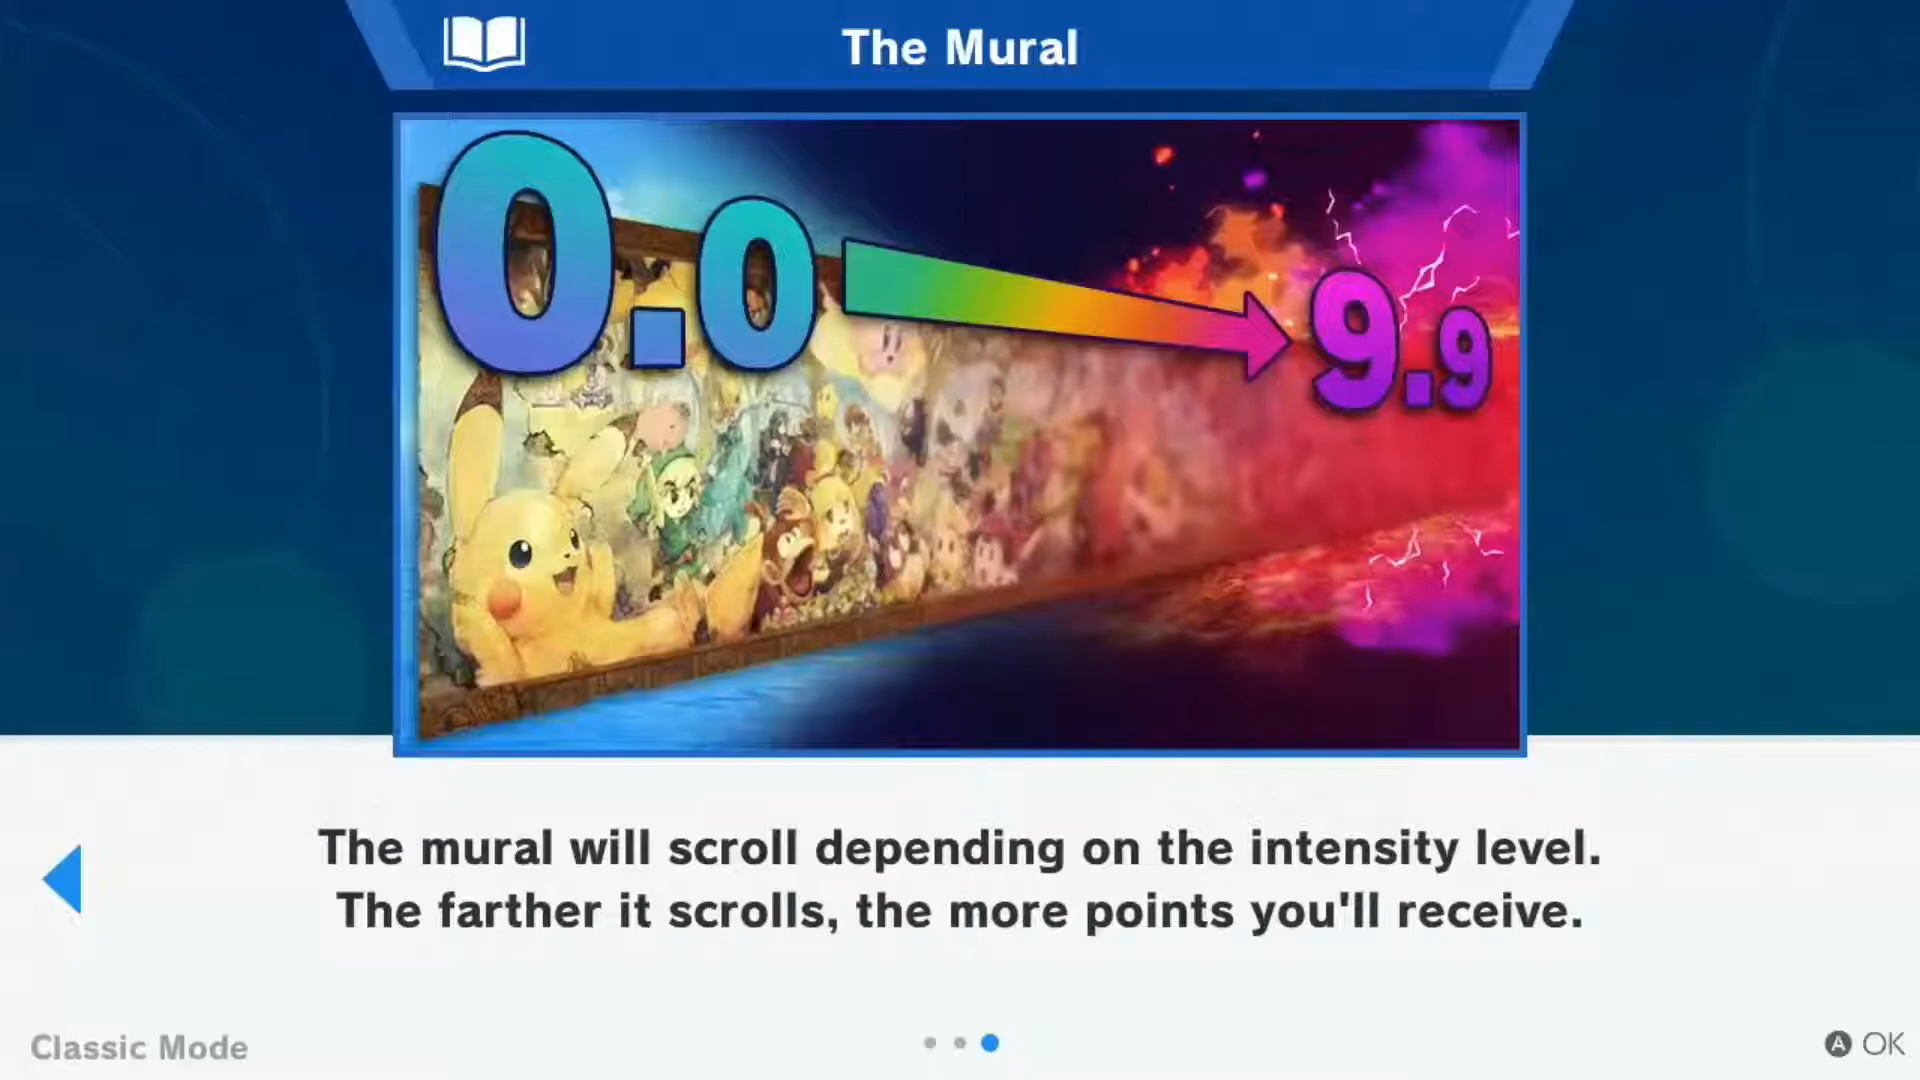 The Mural
0.0
9.9
The mural will scroll depending on the intensity level.
The farther it scrolls, the more points you'll receive.
Classic Mode
A OK